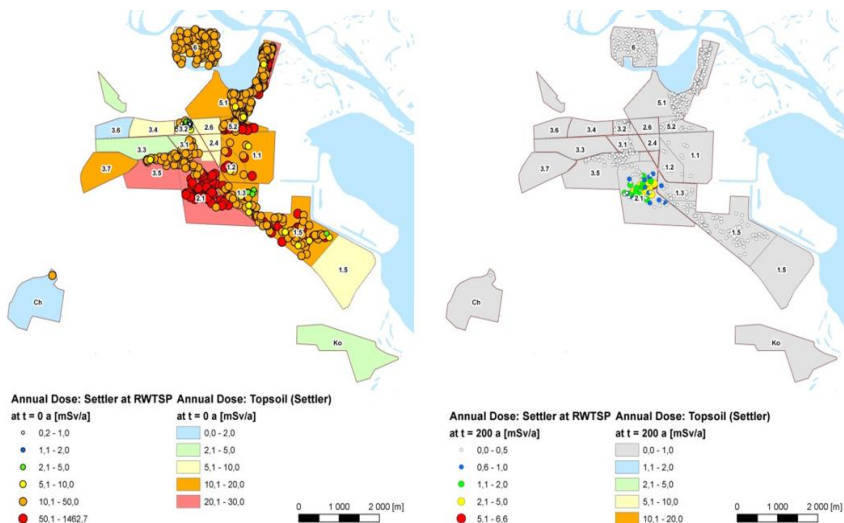 6
5.1
3.6
3.4
3.2
2.6
5.2
3.3
3.1
2.4
1.1
3.7
3.5
1.2
2.1
1.3
1.5
1.5
Ch
Ko
Annual Dose: Settler at RWTSP
at t = 0 a [mSv/a]
0,2 - 1,0
1,1 - 2,0
2,1 - 5,0
5,1 - 10,0
10,1 - 50,0
50,1 - 1462,7
Annual Dose: Topsoil (Settler)
at t = 0 a [mSv/a]
0,0 - 2,0
2,1 - 5,0
5,1 - 10,0
10,1 - 20,0
20,1 - 30,0
0 1 000 2 000 [m]
6
5.1
3.6
3.4
3.2
2.6
5.2
3.3
3.1
2.4
1.1
3.7
3.5
1.2
2.1
1.3
1.5
1.5
Ch
Ko
Annual Dose: Settler at RWTSP
at t = 200 a [mSv/a]
0,0 - 0,5
0,6 - 1,0
1,1 - 2,0
2,1 - 5,0
5,1 - 6,6
Annual Dose: Topsoil (Settler)
at t = 200 a [mSv/a]
0,0 - 1,0
1,1 - 2,0
2,1 - 5,0
5,1 - 10,0
10,1 - 20,0
0 1 000 2 000 [m]